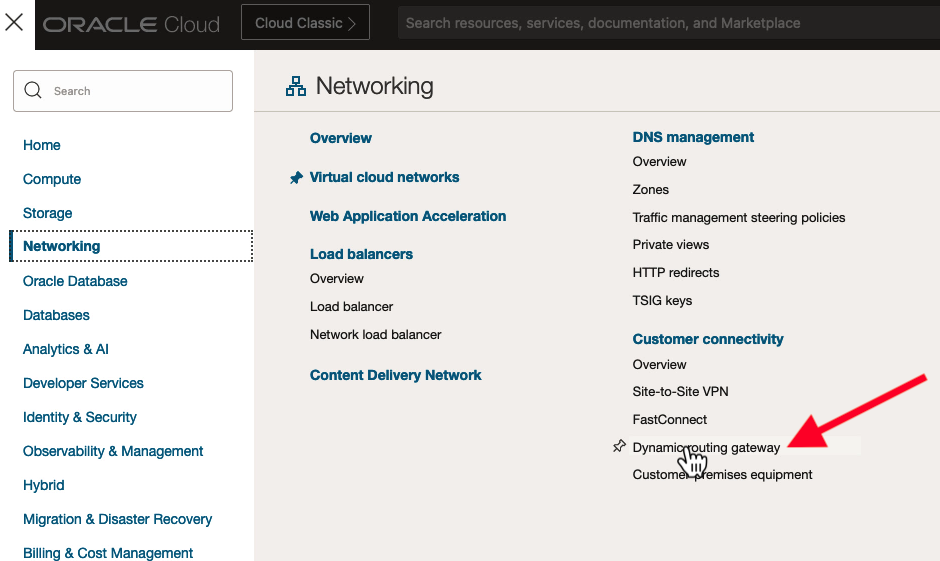 ORACLE Cloud
Cloud Classic >
Search resources, services, documentation, and Marketplace
Search
Home
Compute
Storage
Networking
Oracle Database
Databases
Analytics & AI
Developer Services
Identity & Security
Observability & Management
Hybrid
Migration & Disaster Recovery
Billing & Cost Management
Networking
Overview
Virtual cloud networks
Web Application Acceleration
Load balancers
Overview
Load balancer
Network load balancer
Content Delivery Network
DNS management
Overview
Zones
Traffic management steering policies
Private views
HTTP redirects
TSIG keys
Customer connectivity
Overview
Site-to-Site VPN
FastConnect
Dynamic routing gateway
Customer premises equipment